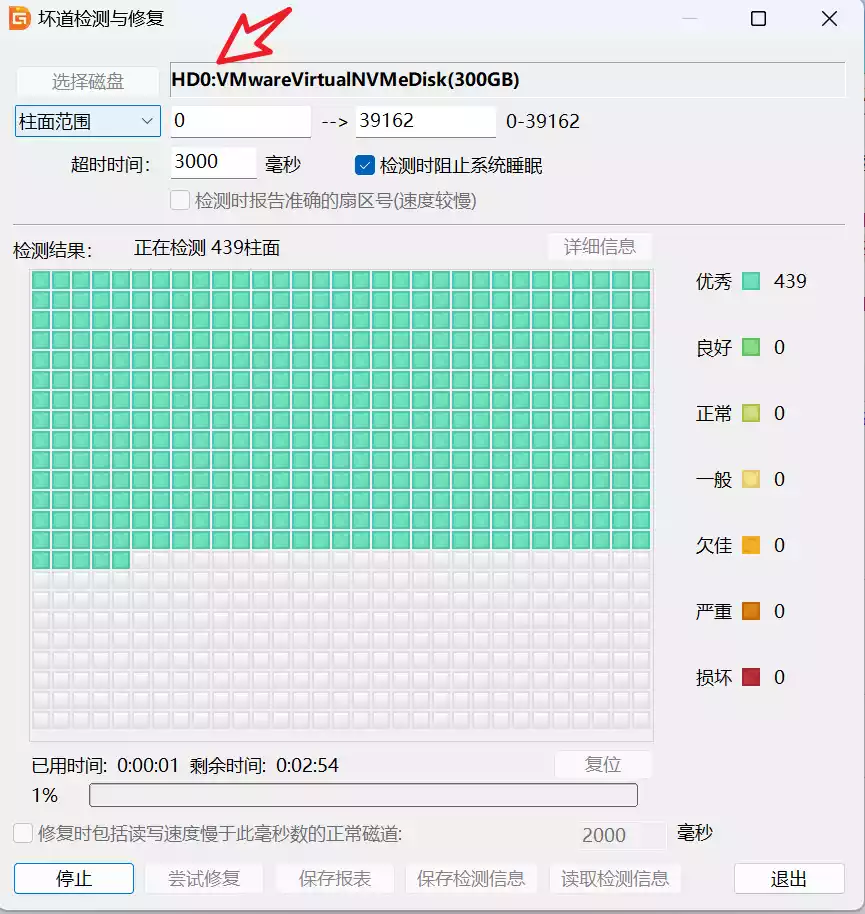 坏道检测与修复
选择磁盘 HD0:VMwareVirtualNVMeDisk(300GB)
柱面范围 0 --> 39162 0-39162
超时时间： 3000 毫秒 检测时阻止系统睡眠
检测时报告准确的扇区号(速度较慢)
检测结果： 正在检测 439柱面 详细信息
优秀 439
良好 0
正常 0
一般 0
欠佳 0
严重 0
损坏 0
已用时间: 0:00:01 剩余时间: 0:02:54 复位
1%
修复时包括读写速度慢于此毫秒数的正常磁道: 2000 毫秒
停止 尝试修复 保存报表 保存检测信息 读取检测信息 退出